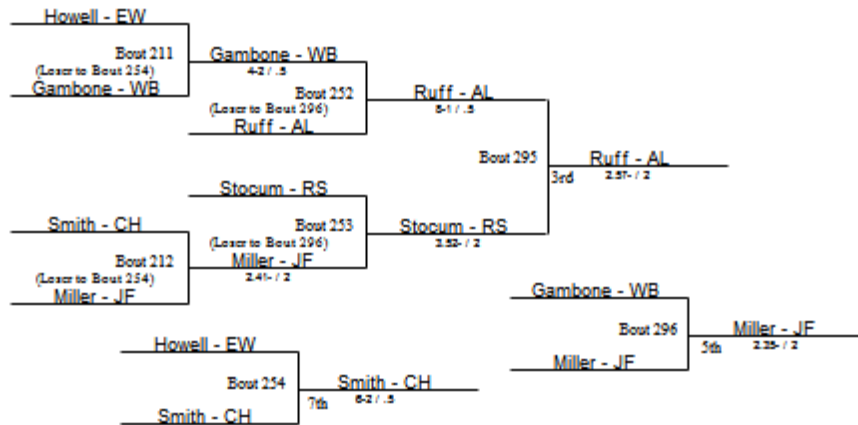 Howell - EW
Bout 211
(Loser to Bout 254)
Gambone - WB
Gambone - WB
4-2 / .5
Bout 252
(Loser to Bout 296)
Ruff - AL
Ruff - AL
Bout 295
3rd
Ruff - AL
Stocum - RS
Bout 253
(Loser to Bout 296)
Stocum - RS
Smith - CH
Bout 212
(Loser to Bout 254)
Miller - JF
Miller - JF
2.41- / 2
Gambone - WB
Bout 296
Miller - JF
5th
Miller - JF
Howell - EW
Bout 254
Smith - CH
7th
Smith - CH